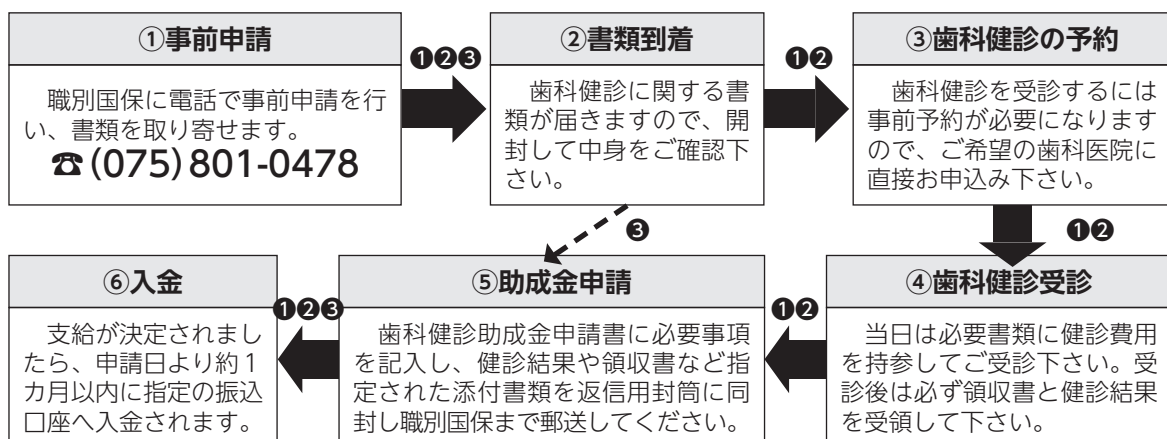 ①事前申請
職別国保に電話で事前申請を行
い、書類を取り寄せます。
☎(075)801-0478
❶❷❸
②書類到着
歯科健診に関する書
類が届きますので、開
封して中身をご確認下
さい。
❶❷
③歯科健診の予約
歯科健診を受診するには
事前予約が必要になります
ので、ご希望の歯科医院に
直接お申込み下さい。
❶❷
❸
④歯科健診受診
当日は必要書類に健診費用
を持参してご受診下さい。受
診後は必ず領収書と健診結果
を受領して下さい。
❶❷
⑤助成金申請
歯科健診助成金申請書に必要事項
を記入し、健診結果や領収書など指
定された添付書類を返信用封筒に同
封し職別国保まで郵送してください。
❶❷❸
⑥入金
支給が決定されまし
たら、申請日より約1
カ月以内に指定の振込
口座へ入金されます。